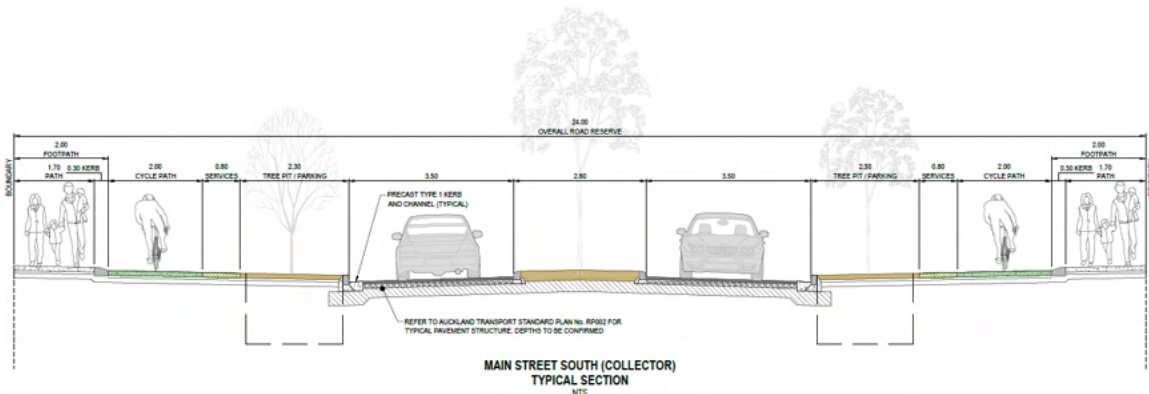 24.00
OVERALL ROAD RESERVE
2.00
FOOTPATH
2.00
FOOTPATH
BOUNDARY
1.70
PATH
0.30 KERB
2.00
CYCLE PATH
0.80
SERVICES
2.30
TREE PIT / PARKING
3.50
2.80
3.50
2.30
TREE PIT / PARKING
0.80
SERVICES
2.00
CYCLE PATH
0.30 KERB
1.70
PATH
PRECAST TYPE 1 KERB
AND CHANNEL (TYPICAL)
REFER TO AUCKLAND TRANSPORT STANDARD PLAN No. RP002 FOR
TYPICAL PAVEMENT STRUCTURE. DEPTHS TO BE CONFIRMED
MAIN STREET SOUTH (COLLECTOR)
TYPICAL SECTION
NTS